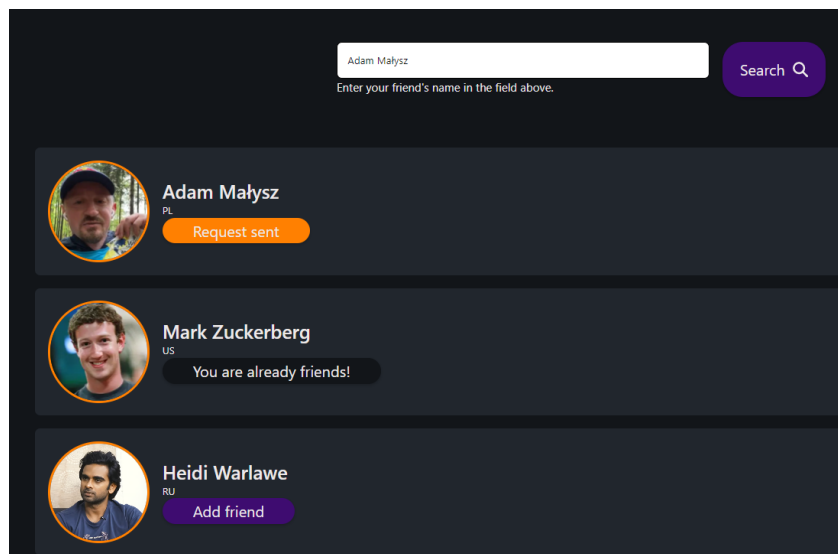 Adam Małysz
Search
Enter your friend's name in the field above.
Adam Małysz
PL
Request sent
Mark Zuckerberg
US
You are already friends!
Heidi Warlawe
RU
Add friend